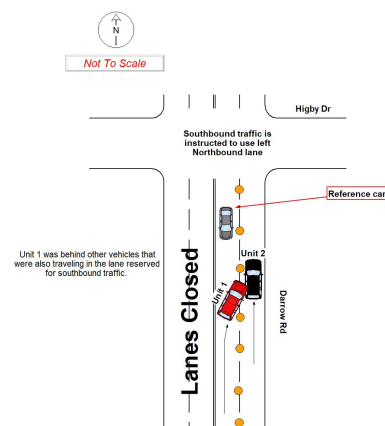 N
Not To Scale
Higby Dr
Southbound traffic is
instructed to use left
Northbound lane
Reference car
Unit 1 was behind other vehicles that
were also traveling in the lane reserved
for southbound traffic.
Lanes Closed
Unit 2
Unit 1
Darrow Rd